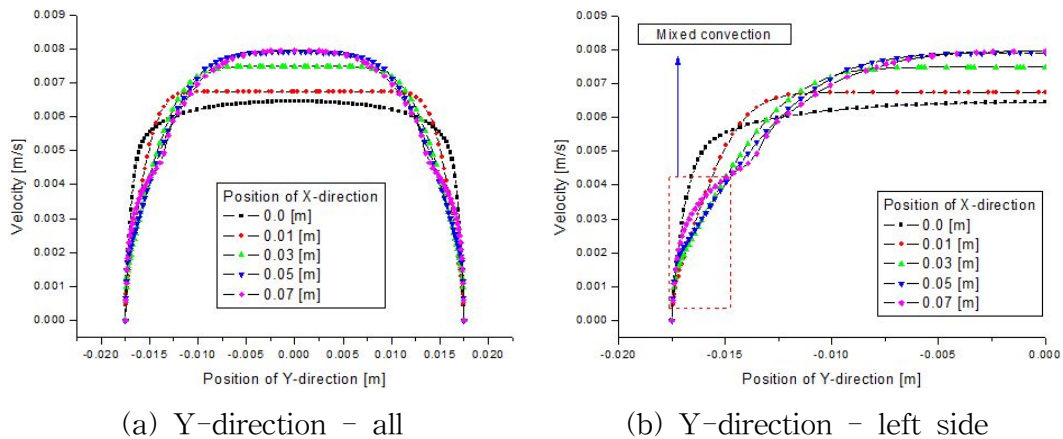 0.009
0.008
0.007
0.006
0.005
0.004
0.003
0.002
0.001
0.000
Velocity [m/s]
Position of X-direction
0.0 [m]
0.01 [m]
0.03 [m]
0.05 [m]
0.07 [m]
-0.020 -0.015 -0.010 -0.005 0.000 0.005 0.010 0.015 0.020
Position of Y-direction [m]
(a) Y-direction - all
0.009
0.008
0.007
0.006
0.005
0.004
0.003
0.002
0.001
0.000
Velocity [m/s]
Mixed convection
Position of X-direction
0.0 [m]
0.01 [m]
0.03 [m]
0.05 [m]
0.07 [m]
-0.020 -0.015 -0.010 -0.005 0.000
Position of Y-direction [m]
(b) Y-direction - left side